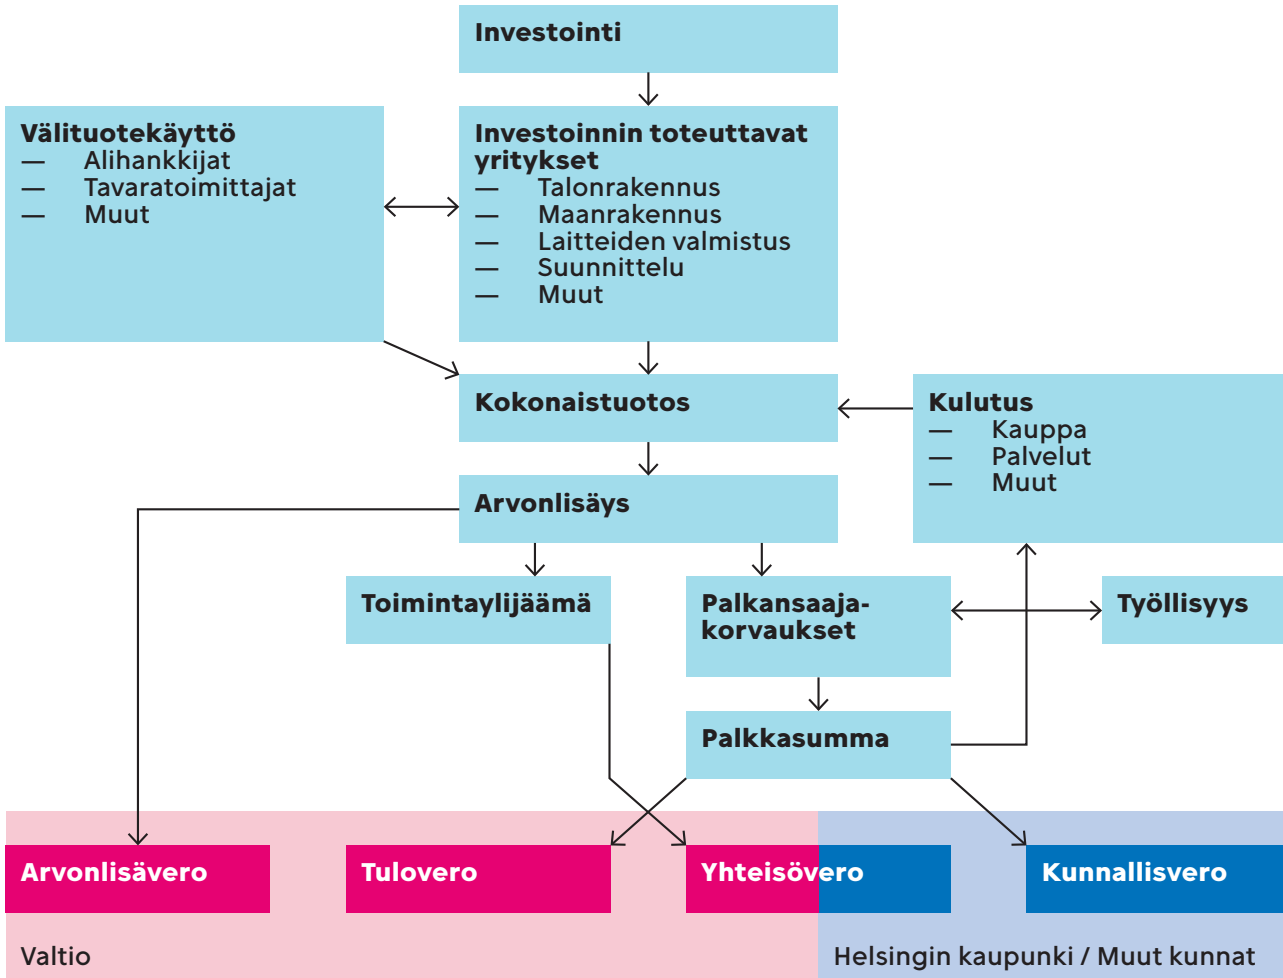 Investointi
Välituotekäyttö
— Alihankkijat
— Tavaratoimittajat
— Muut
Investoinnin toteuttavat
yritykset
— Talonrakennus
— Maanrakennus
— Laitteiden valmistus
— Suunnittelu
— Muut
Kokonaistuotos
Kulutus
— Kauppa
— Palvelut
— Muut
Arvonlisäys
Toimintaylijäämä
Palkansaaja-
korvaukset
Työllisyys
Palkkasumma
Arvonlisävero
Tulovero
Yhteisövero
Kunnallisvero
Valtio
Helsingin kaupunki / Muut kunnat